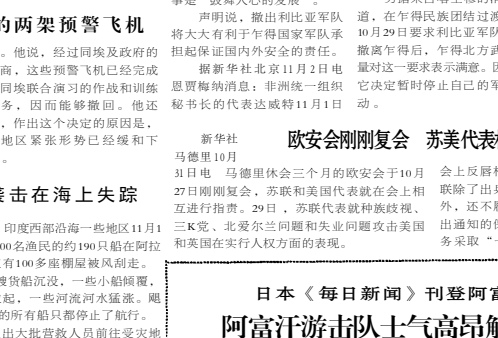 的两架预警飞机
。他说，经过同埃及政府的
商，这些预警飞机已经完成
同埃联合演习的作战和训练
务，因而能够撤回。他还
，作出这个决定的原因是，
地区紧张形势已经缓和下
。
袭击在海上失踪
印度西部沿海一些地区11月1
00名渔民的约190只船在阿拉
有100多座棚屋被风刮走。
艘货船沉没，一些小船倾覆，
起，一些河流河水猛涨。飓
的所有船只都停止了航行。
出大批营救人员前往受灾地
事是“鼓舞人心的发展”。
声明说，撤出利比亚军队
将大大有利于乍得国家军队承
担起保证国内外安全的责任。
据新华社北京11月2日电
恩贾梅纳消息：非洲统一组织
秘书长的代表达威特11月1日
道，在乍得民族团结过渡
10月29日要求利比亚军队
撤离乍得后，乍得北方武
量对这一要求表示满意。因
它决定暂时停止自己的军
动。
欧安会刚刚复会 苏美代表
新华社
马德里10月
31日电 马德里休会三个月的欧安会于10月
27日刚刚复会，苏联和美国代表就在会上相
互进行指责。29日，苏联代表就种族歧视、
三K党、北爱尔兰问题和失业问题攻击美国
和英国在实行人权方面的表现。
会上反唇相
联除了出
外，还不
出通知的
务采取“
日本《每日新闻》刊登阿富
阿富汗游击队士气高昂